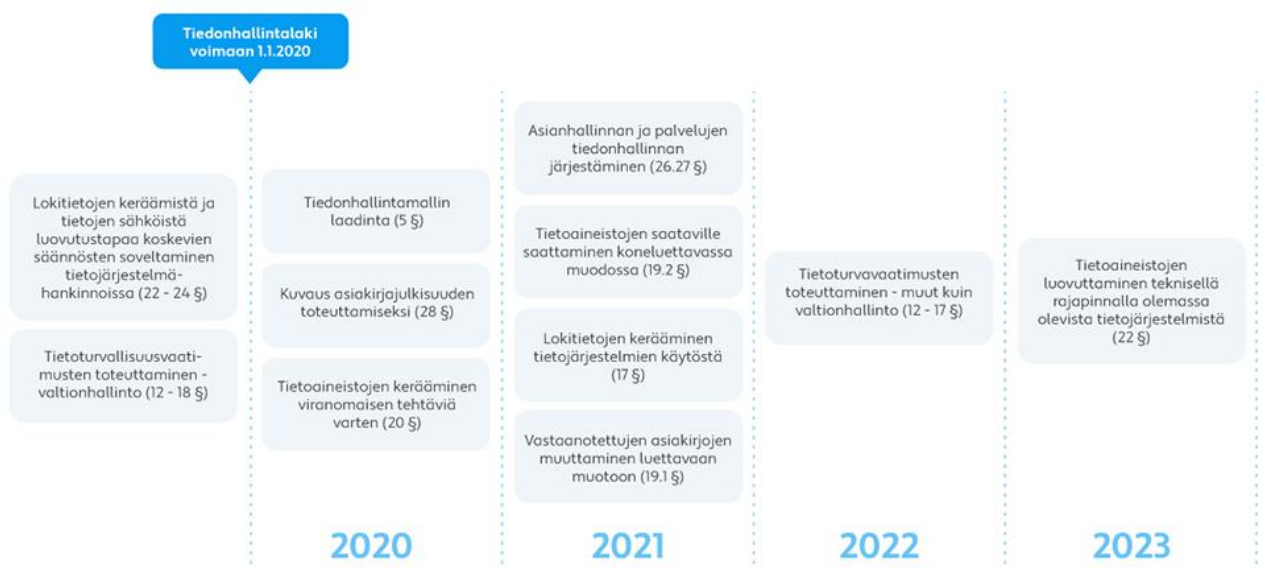 Tiedonhallintalaki
voimaan 1.1.2020
Lokitietojen keräämistä ja
tietojen sähköistä
luovutustapaa koskevien
säännösten soveltaminen
tietojärjestelmä-
hankinnoissa (22 - 24 §)
Tietoturvallisuusvaati-
musten toteuttaminen -
valtionhallinto (12 - 18 §)
Tiedonhallintamallin
laadinta (5 §)
Kuvaus asiakirjajulkisuuden
toteuttamiseksi (28 §)
Tietoaineistojen kerääminen
viranomaisen tehtäviä
varten (20 §)
2020
Asianhallinnan ja palvelujen
tiedonhallinnan
järjestäminen (26.27 §)
Tietoaineistojen saataville
saattaminen koneluettavassa
muodossa (19.2 §)
Lokitietojen kerääminen
tietojärjestelmien käytöstä
(17 §)
Vastaanotettujen asiakirjojen
muuttaminen luettavaan
muotoon (19.1 §)
2021
Tietoturvavaatimusten
toteuttaminen - muut kuin
valtionhallinto (12 - 17 §)
2022
Tietoaineistojen
luovuttaminen teknisellä
rajapinnalla olemassa
olevista tietojärjestelmistä
(22 §)
2023